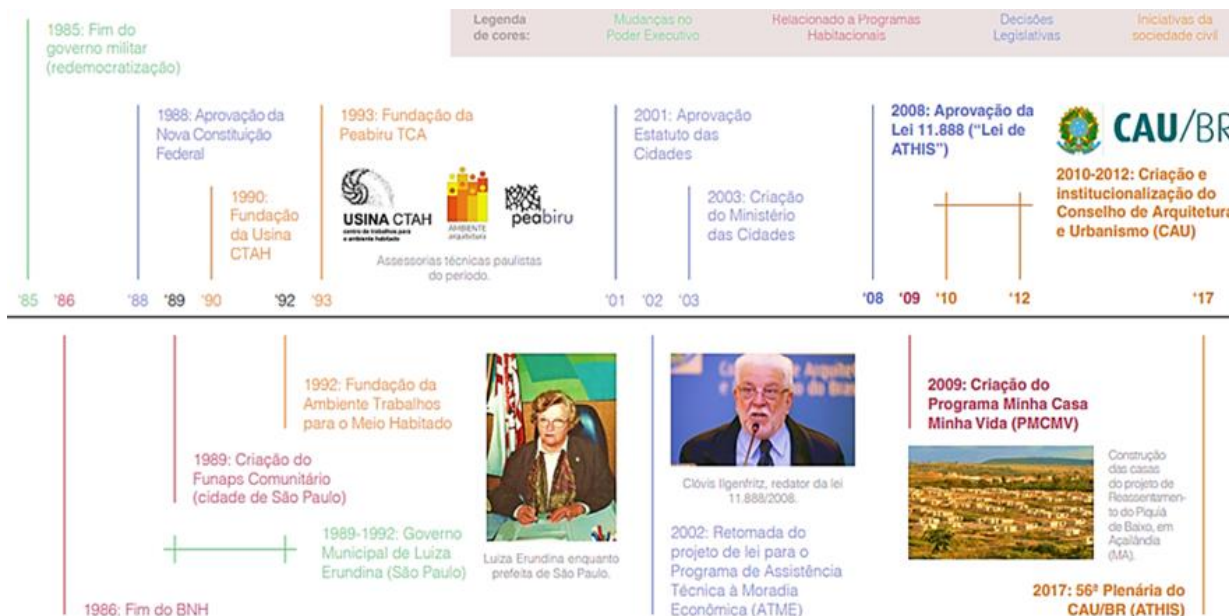 1985: Fim do
governo militar
(redemocratização)
Legenda
de cores:
Mudanças no
Poder Executivo
Relacionado a Programas
Habitacionais
Decisões
Legislativas
Iniciativas da
sociedade civil
1988: Aprovação da
Nova Constituição
Federal
1990:
Fundação
da Usina
CTAH
1993: Fundação da
Peabiru TCA
USINA CTAH
centro de trabalhos para
o ambiente habitado
AMBIENTE
arquitetura
peabiru
Assessorias técnicas paulistas
do período.
2001: Aprovação
Estatuto das
Cidades
2003: Criação
do Ministério
das Cidades
2008: Aprovação da
Lei 11.888 ("Lei de
ATHIS")
CAU/BR
2010-2012: Criação e
institucionalização do
Conselho de Arquitetura
e Urbanismo (CAU)
'85 '86 '88 '89 '90 '92 '93 '01 '02 '03 '08 '09 '10 '12 '17
1992: Fundação da
Ambiente Trabalhos
para o Meio Habitado
1989: Criação do
Funaps Comunitário
(cidade de São Paulo)
1989-1992: Governo
Municipal de Luiza
Erundina (São Paulo)
1986: Fim do BNH
Luiza Erundina enquanto
prefeita de São Paulo.
Clóvis Ilgenfritz, redator da lei
11.888/2008.
2002: Retomada do
projeto de lei para o
Programa de Assistência
Técnica à Moradia
Econômica (ATME)
2009: Criação do
Programa Minha Casa
Minha Vida (PMCMV)
Construção
das casas
do projeto de
Reassentamen-
to do Piquiá
de Baixo, em
Açailândia
(MA).
2017: 56ª Plenária do
CAU/BR (ATHIS)